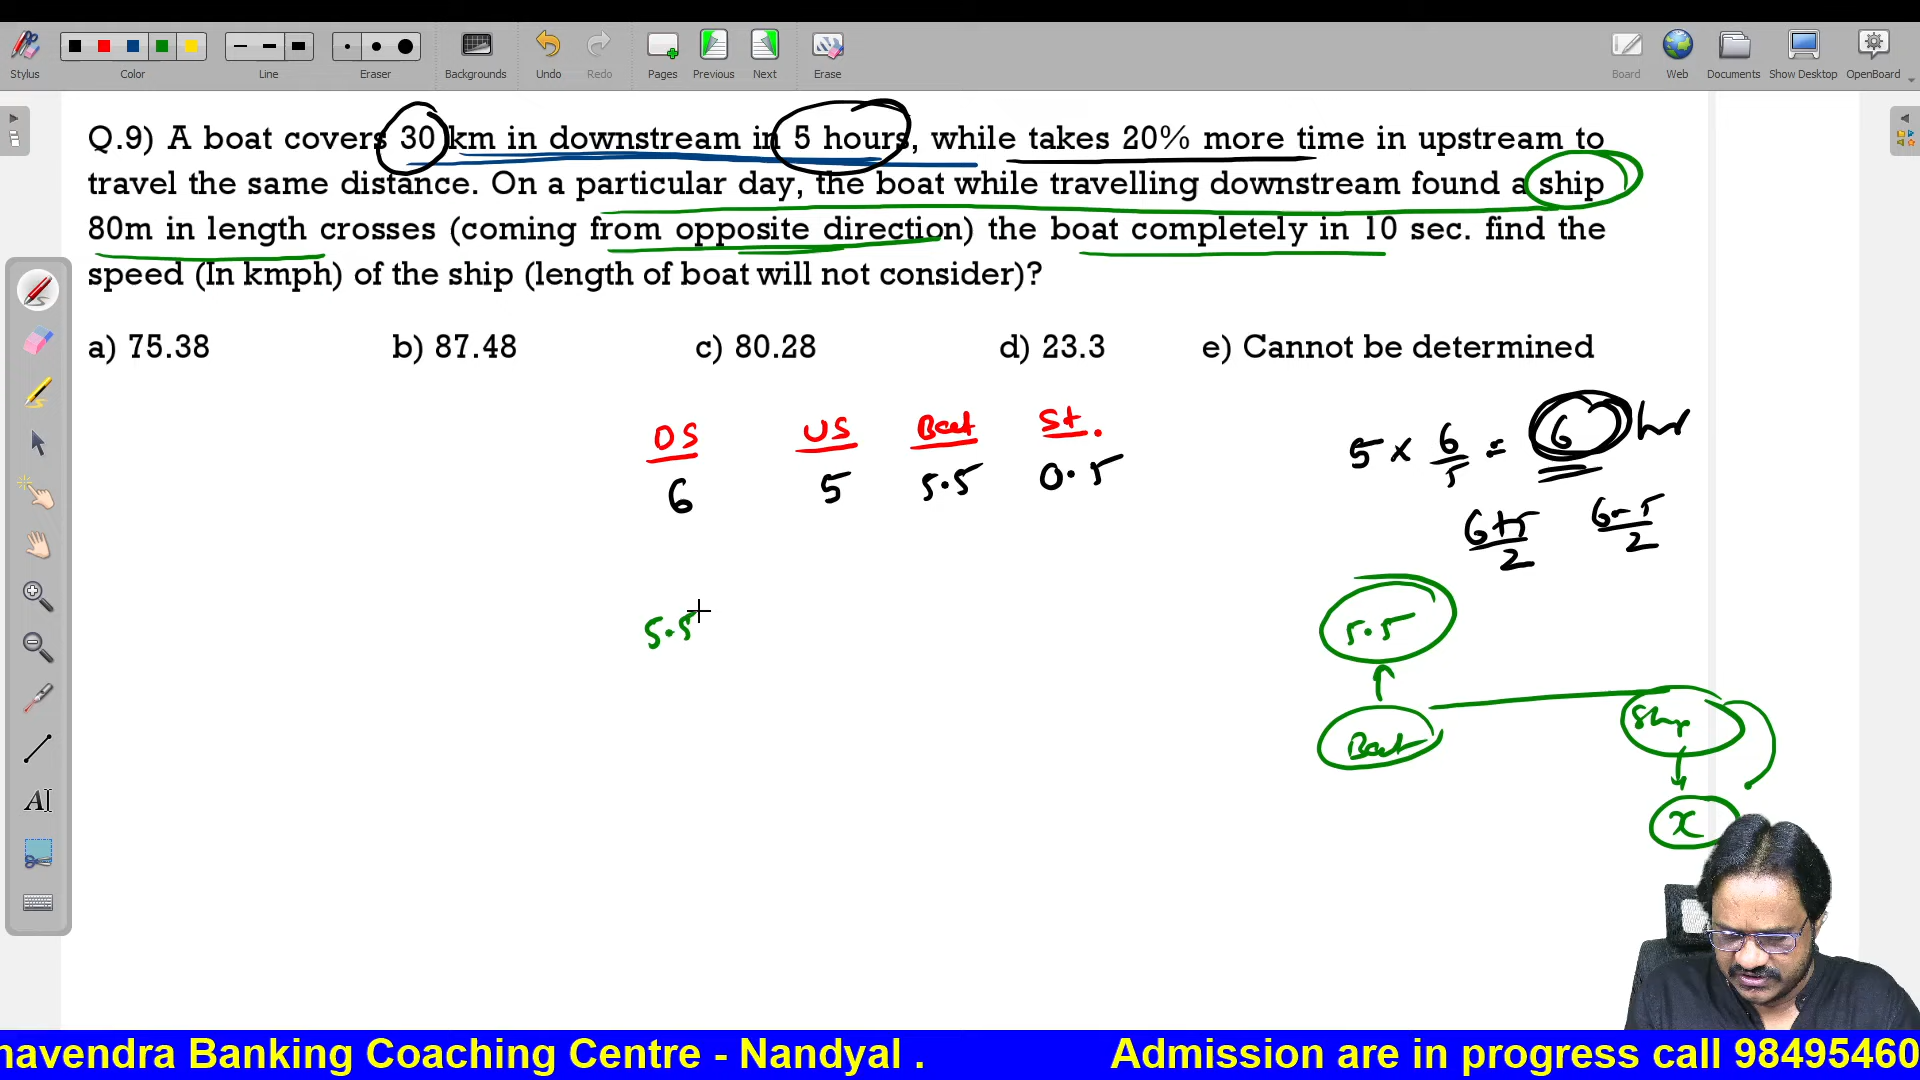 Stylus
Color
Line
Eraser
Backgrounds
Undo
Redo
Pages
Previous
Next
Erase
Board
Web
Documents
Show Desktop
OpenBoard
Q.9) A boat covers 30 km in downstream in 5 hours, while takes 20% more time in upstream to
travel the same distance. On a particular day, the boat while travelling downstream found a ship
80m in length crosses (coming from opposite direction) the boat completely in 10 sec. find the
speed (In kmph) of the ship (length of boat will not consider)?
a) 75.38 b) 87.48 c) 80.28 d) 23.3 e) Cannot be determined
DS US Boat St.
6 5 5.5 0.5
5 × 6/5 = 6 hr
6+5/2 6-5/2
5.5
5.5
Boat
Ship
x
havendra Banking Coaching Centre - Nandyal . Admission are in progress call 98495460